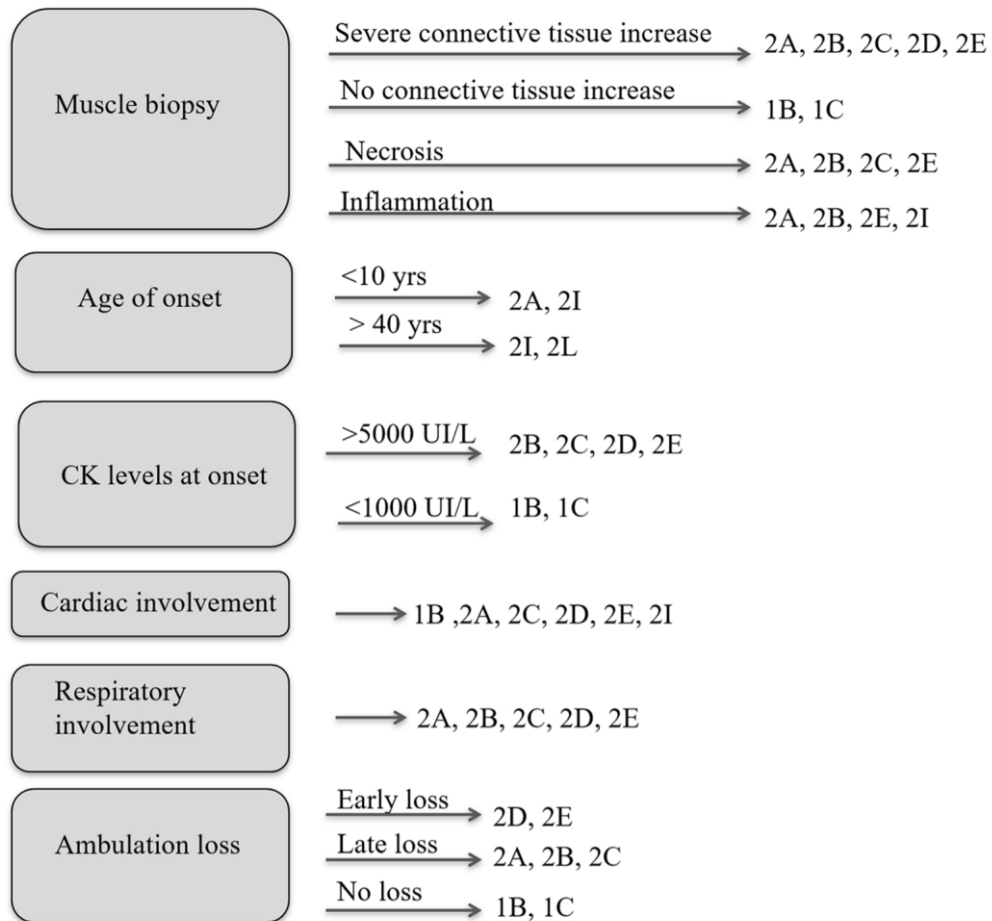 Muscle biopsy
Severe connective tissue increase
2A, 2B, 2C, 2D, 2E
No connective tissue increase
1B, 1C
Necrosis
2A, 2B, 2C, 2E
Inflammation
2A, 2B, 2E, 2I
Age of onset
<10 yrs
2A, 2I
> 40 yrs
2I, 2L
CK levels at onset
>5000 UI/L
2B, 2C, 2D, 2E
<1000 UI/L
1B, 1C
Cardiac involvement
1B ,2A, 2C, 2D, 2E, 2I
Respiratory
involvement
2A, 2B, 2C, 2D, 2E
Ambulation loss
Early loss
2D, 2E
Late loss
2A, 2B, 2C
No loss
1B, 1C